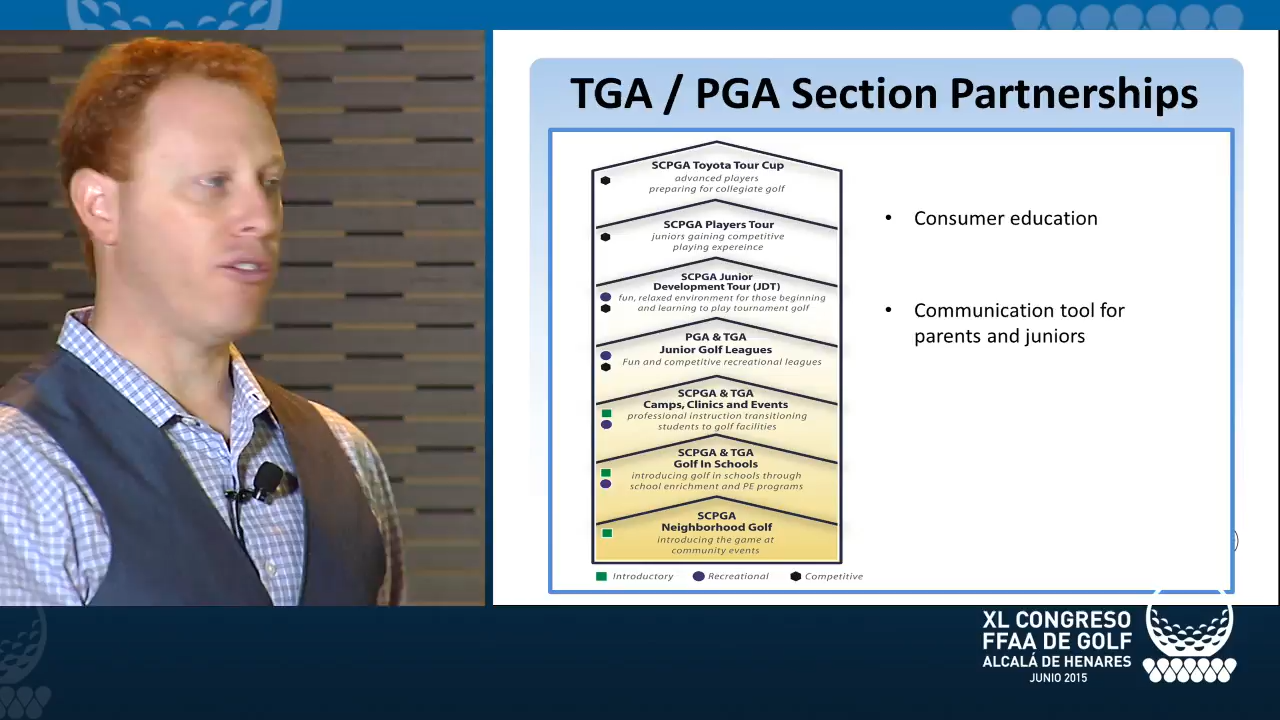 TGA / PGA Section Partnerships
SCPGA Toyota Tour Cup
advanced players
preparing for collegiate golf
SCPGA Players Tour
juniors gaining competitive
playing expereince
SCPGA Junior
Development Tour (JDT)
fun, relaxed environment for those beginning
and learning to play tournament golf
PGA & TGA
Junior Golf Leagues
Fun and competitive recreational leagues
SCPGA & TGA
Camps, Clinics and Events
professional instruction transitioning
students to golf facilities
SCPGA & TGA
Golf In Schools
introducing golf in schools through
school enrichment and PE programs
SCPGA
Neighborhood Golf
introducing the game at
community events
Introductory Recreational Competitive
• Consumer education
• Communication tool for
parents and juniors
XL CONGRESO
FFAA DE GOLF
ALCALÁ DE HENARES
JUNIO 2015